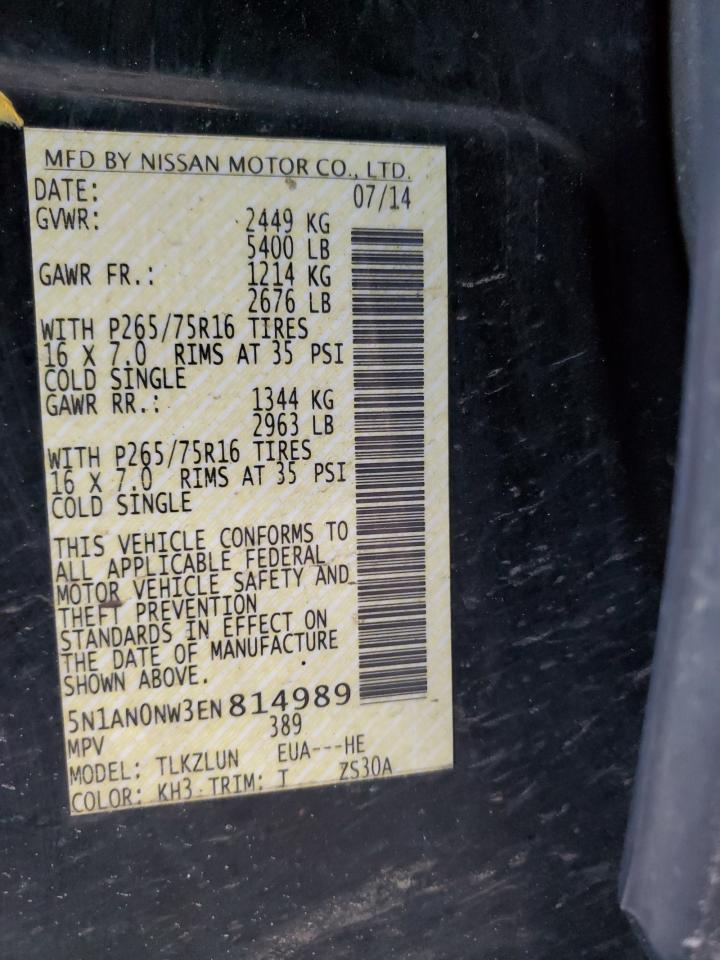 MFD BY NISSAN MOTOR CO., LTD.
DATE: 07/14
GVWR: 2449 KG
5400 LB
GAWR FR.: 1214 KG
2676 LB
WITH P265/75R16 TIRES
16 X 7.0 RIMS AT 35 PSI
COLD SINGLE
GAWR RR.: 1344 KG
2963 LB
WITH P265/75R16 TIRES
16 X 7.0 RIMS AT 35 PSI
COLD SINGLE
THIS VEHICLE CONFORMS TO
ALL APPLICABLE FEDERAL
MOTOR VEHICLE SAFETY AND
THEFT PREVENTION
STANDARDS IN EFFECT ON
THE DATE OF MANUFACTURE
SHOWN ABOVE.
5N1AN0NW3EN814989
MPV 389
MODEL: TLKZLUN EUA---HE
COLOR: KH3 TRIM: T ZS30A